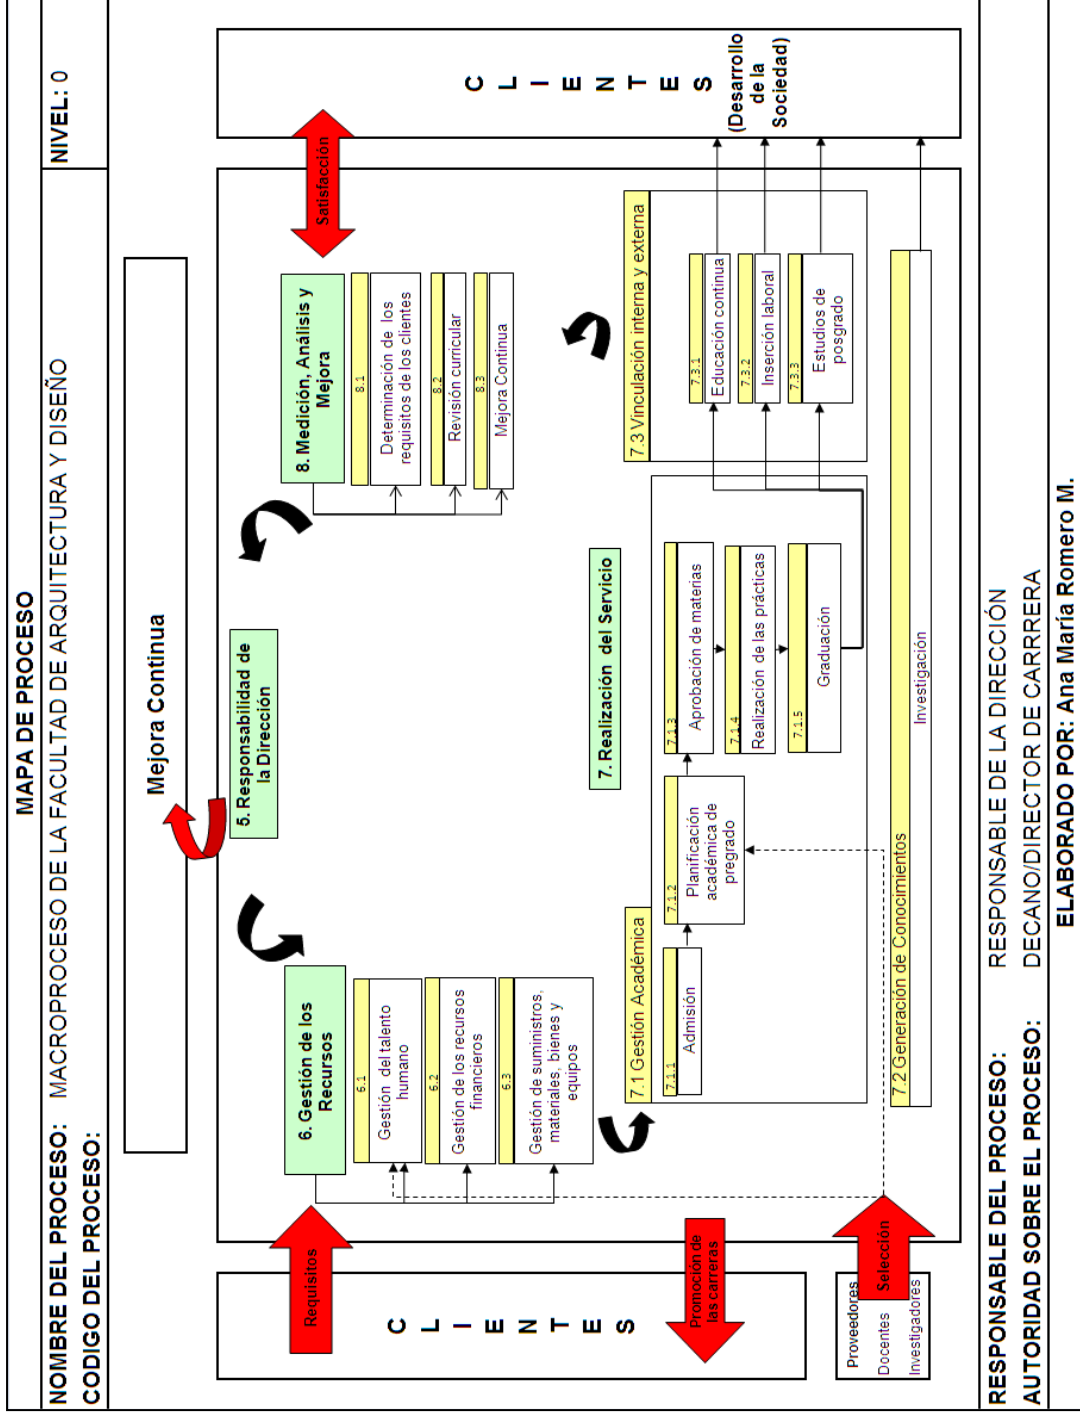 MAPA DE PROCESO
NOMBRE DEL PROCESO: MACROPROCESO DE LA FACULTAD DE ARQUITECTURA Y DISEÑO
NIVEL: 0
CODIGO DEL PROCESO:
Mejora Continua
5. Responsabilidad de
la Dirección
6. Gestión de los
Recursos
6.1
Gestión del talento
humano
6.2
Gestión de los recursos
financieros
6.3
Gestión de suministros,
materiales, bienes y
equipos
8. Medición, Análisis y
Mejora
8.1
Determinación de los
requisitos de los clientes
8.2
Revisión curricular
8.3
Mejora Continua
Requisitos
Satisfacción
CLIENTES
Promoción de
las carreras
CLIENTES
(Desarrollo
de la
Sociedad)
7. Realización del Servicio
7.1 Gestión Académica
7.1.1
Admisión
7.1.2
Planificación
académica de
pregrado
7.1.3
Aprobación de materias
7.1.4
Realización de las prácticas
7.1.5
Graduación
7.3 Vinculación interna y externa
7.3.1
Educación continua
7.3.2
Inserción laboral
7.3.3
Estudios de
posgrado
7.2 Generación de Conocimientos
Investigación
Proveedores
Docentes
Investigadores
Selección
RESPONSABLE DEL PROCESO: RESPONSABLE DE LA DIRECCIÓN
AUTORIDAD SOBRE EL PROCESO: DECANO/DIRECTOR DE CARRRERA
ELABORADO POR: Ana María Romero M.